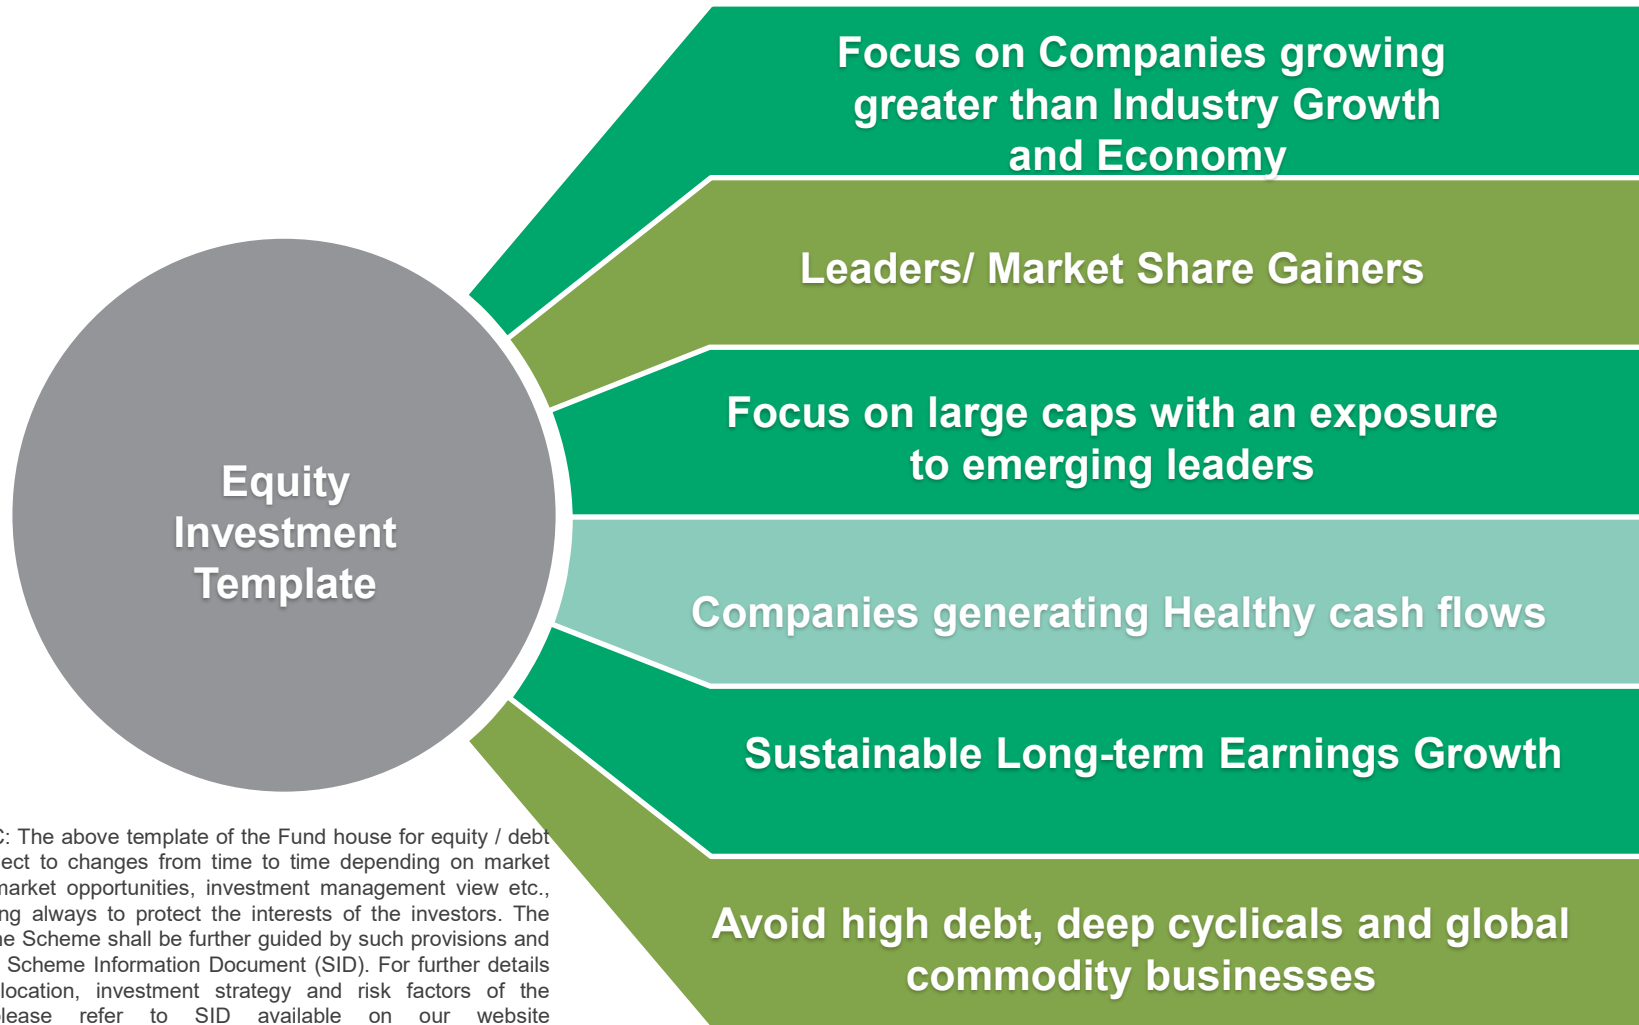 Focus on Companies growing
greater than Industry Growth
and Economy
Leaders/ Market Share Gainers
Focus on large caps with an exposure
to emerging leaders
Equity
Investment
Template
Companies generating Healthy cash flows
Sustainable Long-term Earnings Growth
Avoid high debt, deep cyclicals and global
commodity businesses
: The above template of the Fund house for equity / debt
to changes from time to time depending on market
market opportunities, investment management view etc.,
always to protect the interests of the investors. The
Scheme shall be further guided by such provisions and
Scheme Information Document (SID). For further details
investment strategy and risk factors of the
refer to SID available on our website